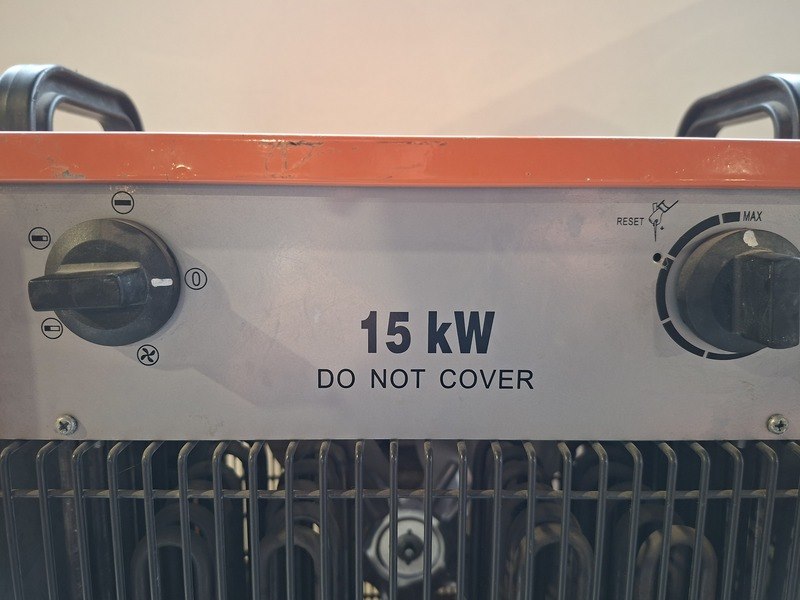 RESET
MAX
0
15 kW
DO NOT COVER